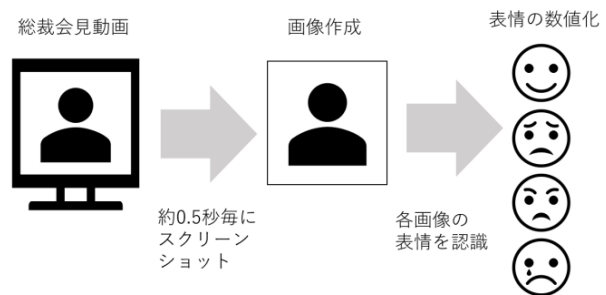 総裁会見動画
画像作成
表情の数値化
約0.5秒毎に
スクリーン
ショット
各画像の
表情を認識